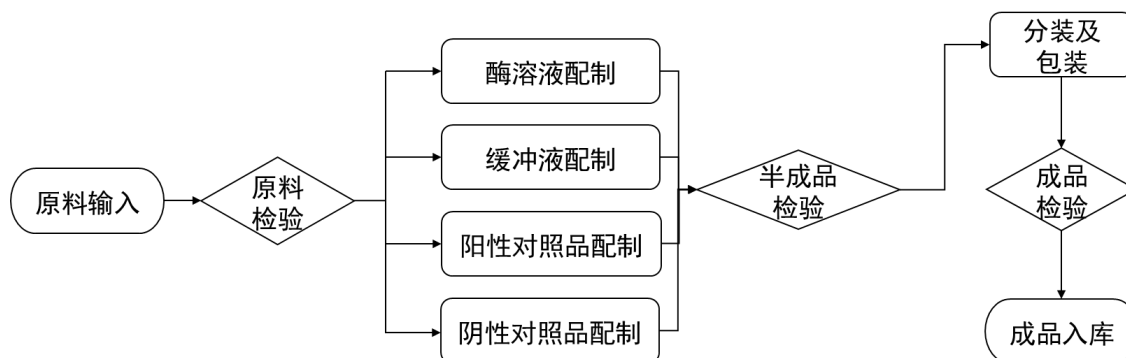 原料输入
原料
检验
酶溶液配制
缓冲液配制
阳性对照品配制
阴性对照品配制
半成品
检验
分装及
包装
成品
检验
成品入库